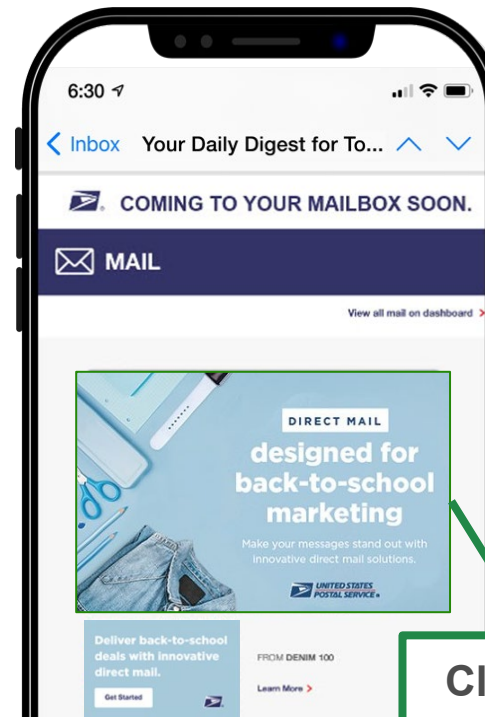 6:30
Inbox Your Daily Digest for To...
COMING TO YOUR MAILBOX SOON.
MAIL
View all mail on dashboard
DIRECT MAIL
designed for
back-to-school
marketing
Make your messages stand out with
innovative direct mail solutions.
UNITED STATES
POSTAL SERVICE
Deliver back-to-school
deals with innovative
direct mail.
Get Started
FROM DENIM 100
Learn More